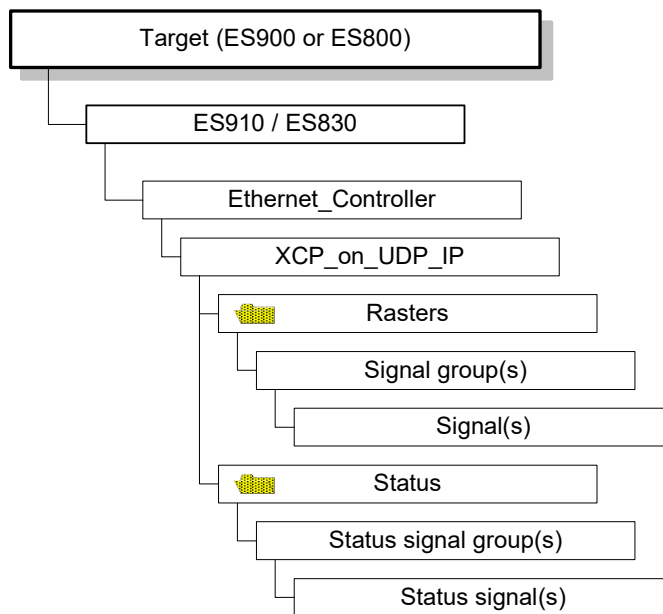 Target (ES900 or ES800)
ES910 / ES830
Ethernet_Controller
XCP_on_UDP_IP
Rasters
Signal group(s)
Signal(s)
Status
Status signal group(s)
Status signal(s)